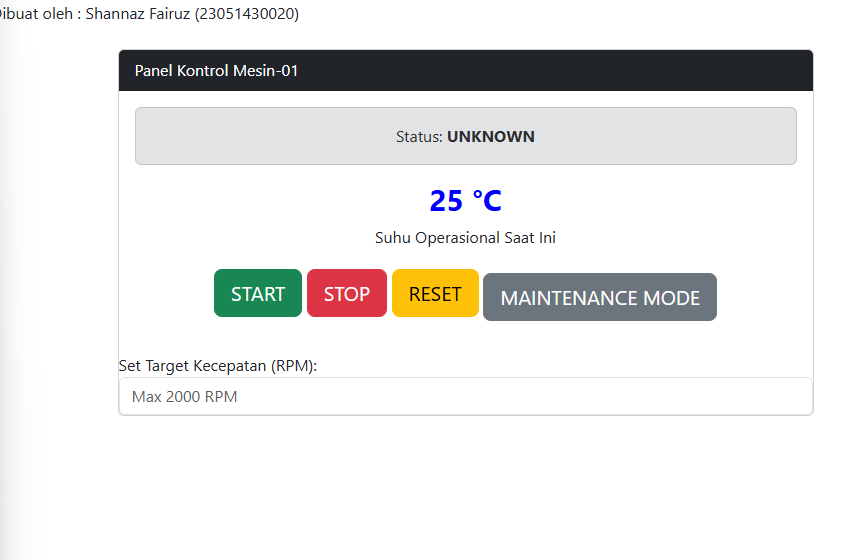 Dibuat oleh : Shannaz Fairuz (23051430020)
Panel Kontrol Mesin-01
Status: UNKNOWN
25 °C
Suhu Operasional Saat Ini
START STOP RESET MAINTENANCE MODE
Set Target Kecepatan (RPM):
Max 2000 RPM